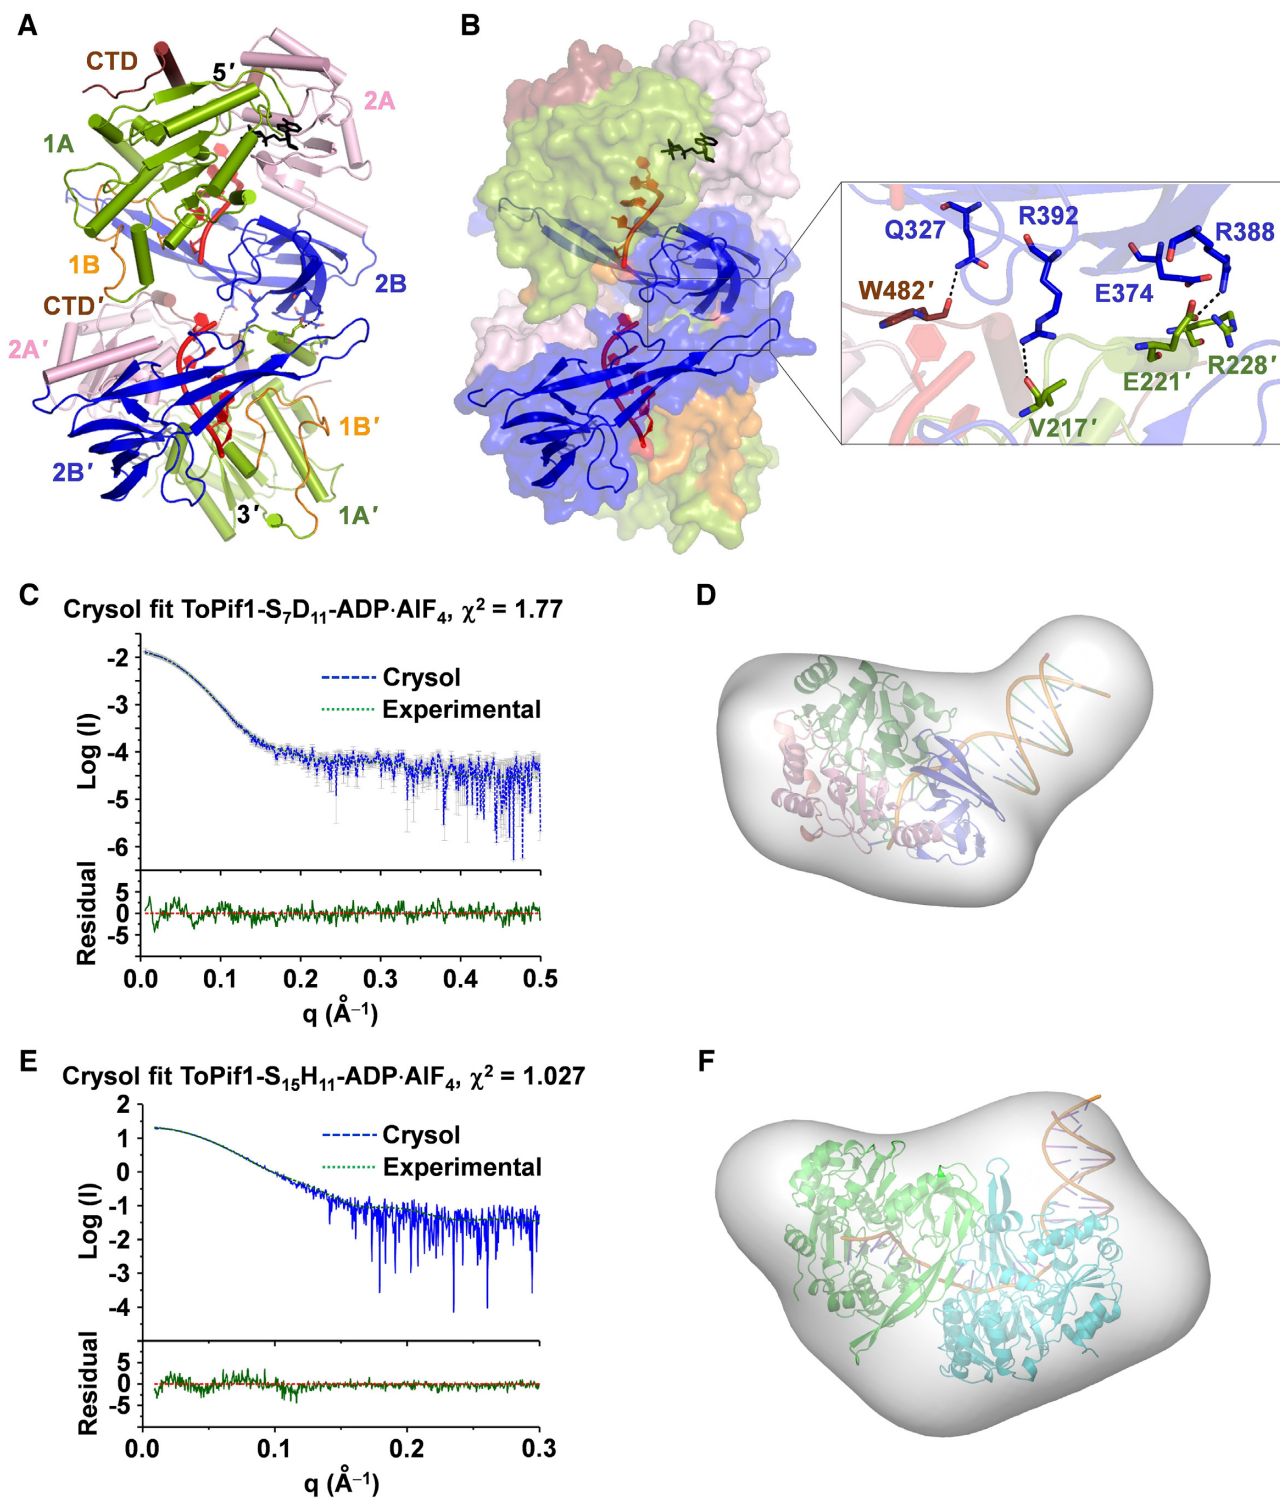 A
CTD
5′
2A
1A
1B
2B
CTD′
2A′
1B′
2B′
3′
1A′
B
Q327
R392
R388
W482′
E374
E221′
R228′
V217′
C
Crysol fit ToPif1-S₇D₁₁-ADP·AlF₄, χ² = 1.77
Crysol
Experimental
Log (I)
-2
-3
-4
-5
-6
Residual
5
0
-5
0.0 0.1 0.2 0.3 0.4 0.5
q (Å⁻¹)
D
E
Crysol fit ToPif1-S₁₅H₁₁-ADP·AlF₄, χ² = 1.027
Crysol
Experimental
Log (I)
2
1
0
-1
-2
-3
-4
Residual
5
0
-5
0.0 0.1 0.2 0.3
q (Å⁻¹)
F